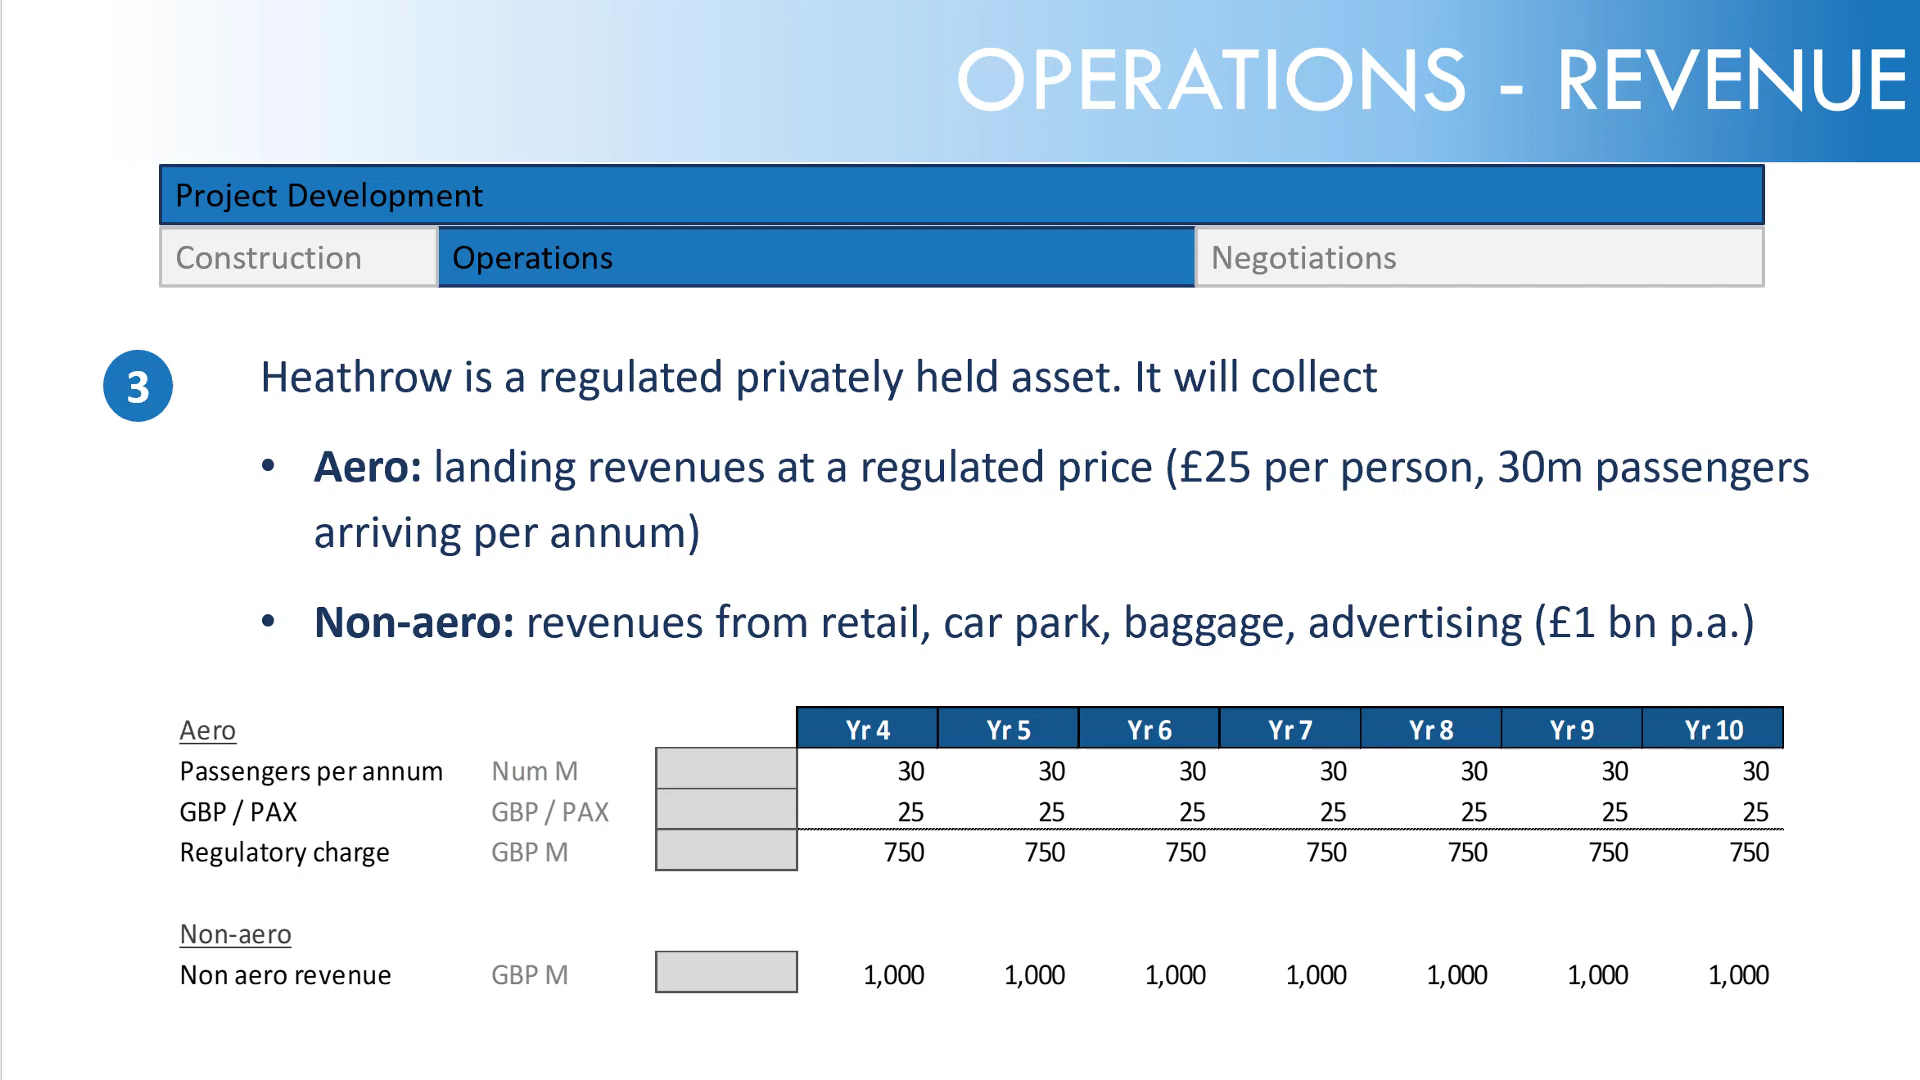 OPERATIONS - REVENUE
Project Development
Construction Operations Negotiations
3 Heathrow is a regulated privately held asset. It will collect
• Aero: landing revenues at a regulated price (£25 per person, 30m passengers
arriving per annum)
• Non-aero: revenues from retail, car park, baggage, advertising (£1 bn p.a.)
Aero Yr 4 Yr 5 Yr 6 Yr 7 Yr 8 Yr 9 Yr 10
Passengers per annum Num M 30 30 30 30 30 30 30
GBP / PAX GBP / PAX 25 25 25 25 25 25 25
Regulatory charge GBP M 750 750 750 750 750 750 750
Non-aero
Non aero revenue GBP M 1,000 1,000 1,000 1,000 1,000 1,000 1,000